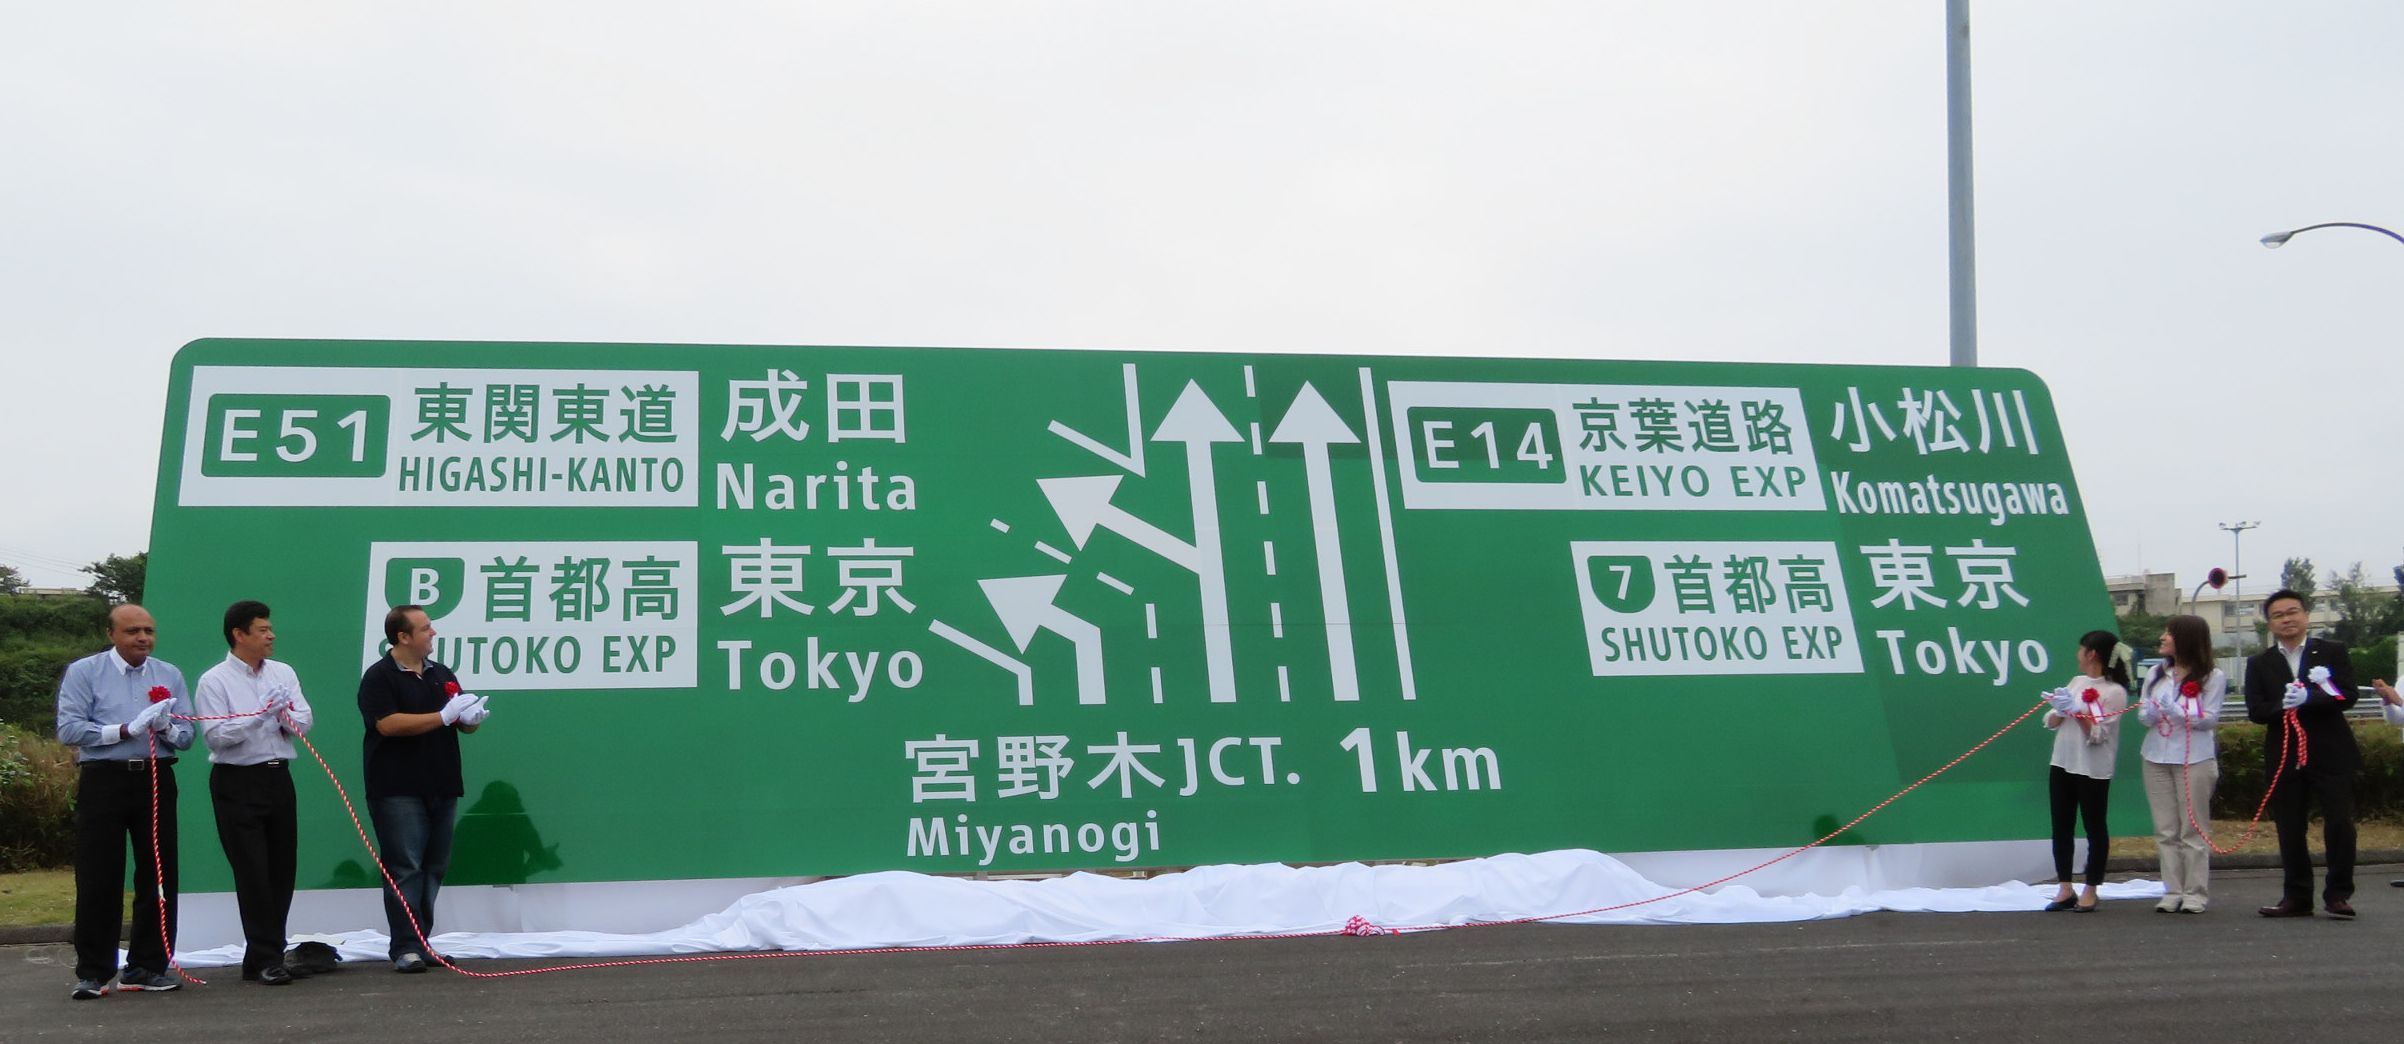 E51 東関東道 成田
HIGASHI-KANTO Narita
B 首都高 東京
SHUTOKO EXP Tokyo
E14 京葉道路 小松川
KEIYO EXP Komatsugawa
7 首都高 東京
SHUTOKO EXP Tokyo
宮野木JCT. 1km
Miyanogi